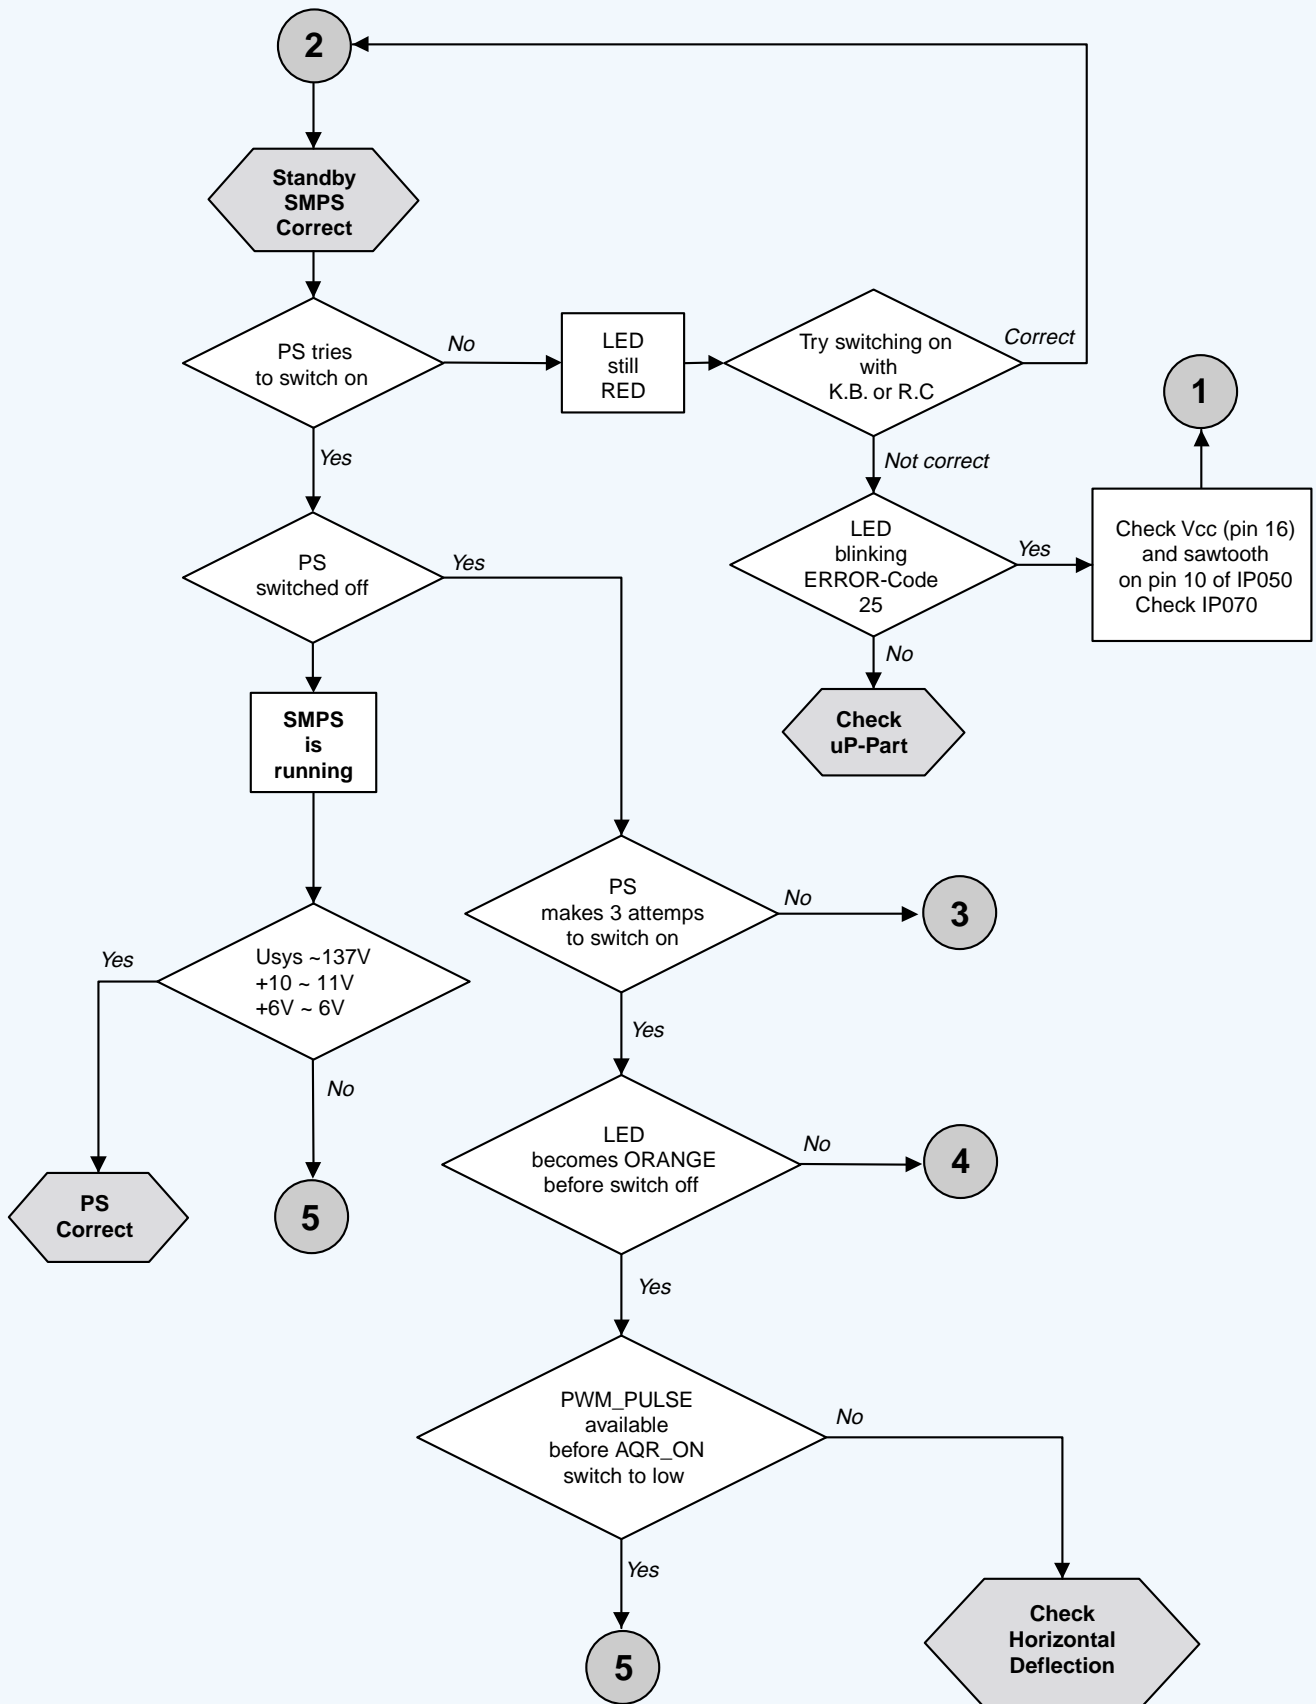 2
Standby
SMPS
Correct
PS tries
to switch on
No
LED
still
RED
Try switching on
with
K.B. or R.C
Correct
1
Yes
Not correct
PS
switched off
Yes
LED
blinking
ERROR-Code
25
Yes
Check Vcc (pin 16)
and sawtooth
on pin 10 of IP050
Check IP070
No
SMPS
is
running
Check
uP-Part
PS
makes 3 attemps
to switch on
No
3
Yes
Usys ~137V
+10 ~ 11V
+6V ~ 6V
Yes
No
LED
becomes ORANGE
before switch off
No
4
PS
Correct
5
Yes
PWM_PULSE
available
before AQR_ON
switch to low
No
Yes
5
Check
Horizontal
Deflection